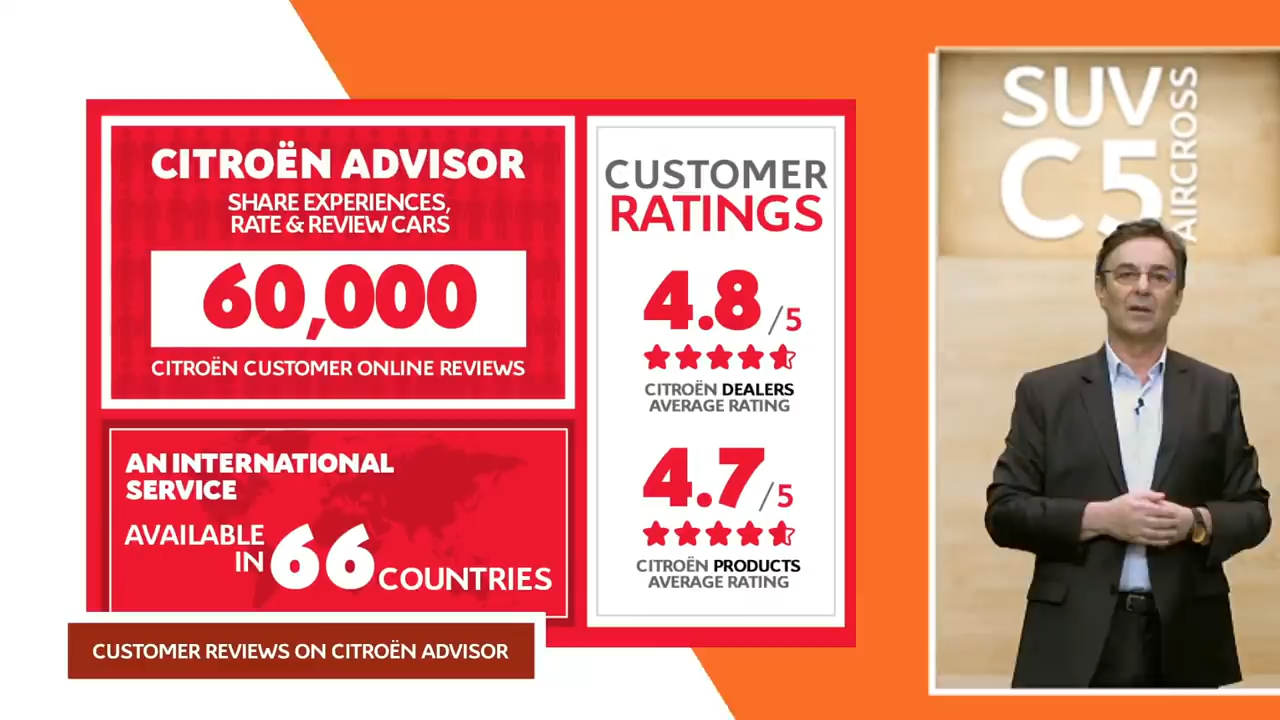 CITROËN ADVISOR
SHARE EXPERIENCES,
RATE & REVIEW CARS
60,000
CITROËN CUSTOMER ONLINE REVIEWS
AN INTERNATIONAL
SERVICE
AVAILABLE
IN 66 COUNTRIES
CUSTOMER
RATINGS
4.8/5
CITROËN DEALERS
AVERAGE RATING
4.7/5
CITROËN PRODUCTS
AVERAGE RATING
CUSTOMER REVIEWS ON CITROËN ADVISOR
SUV
C5
AIRCROSS